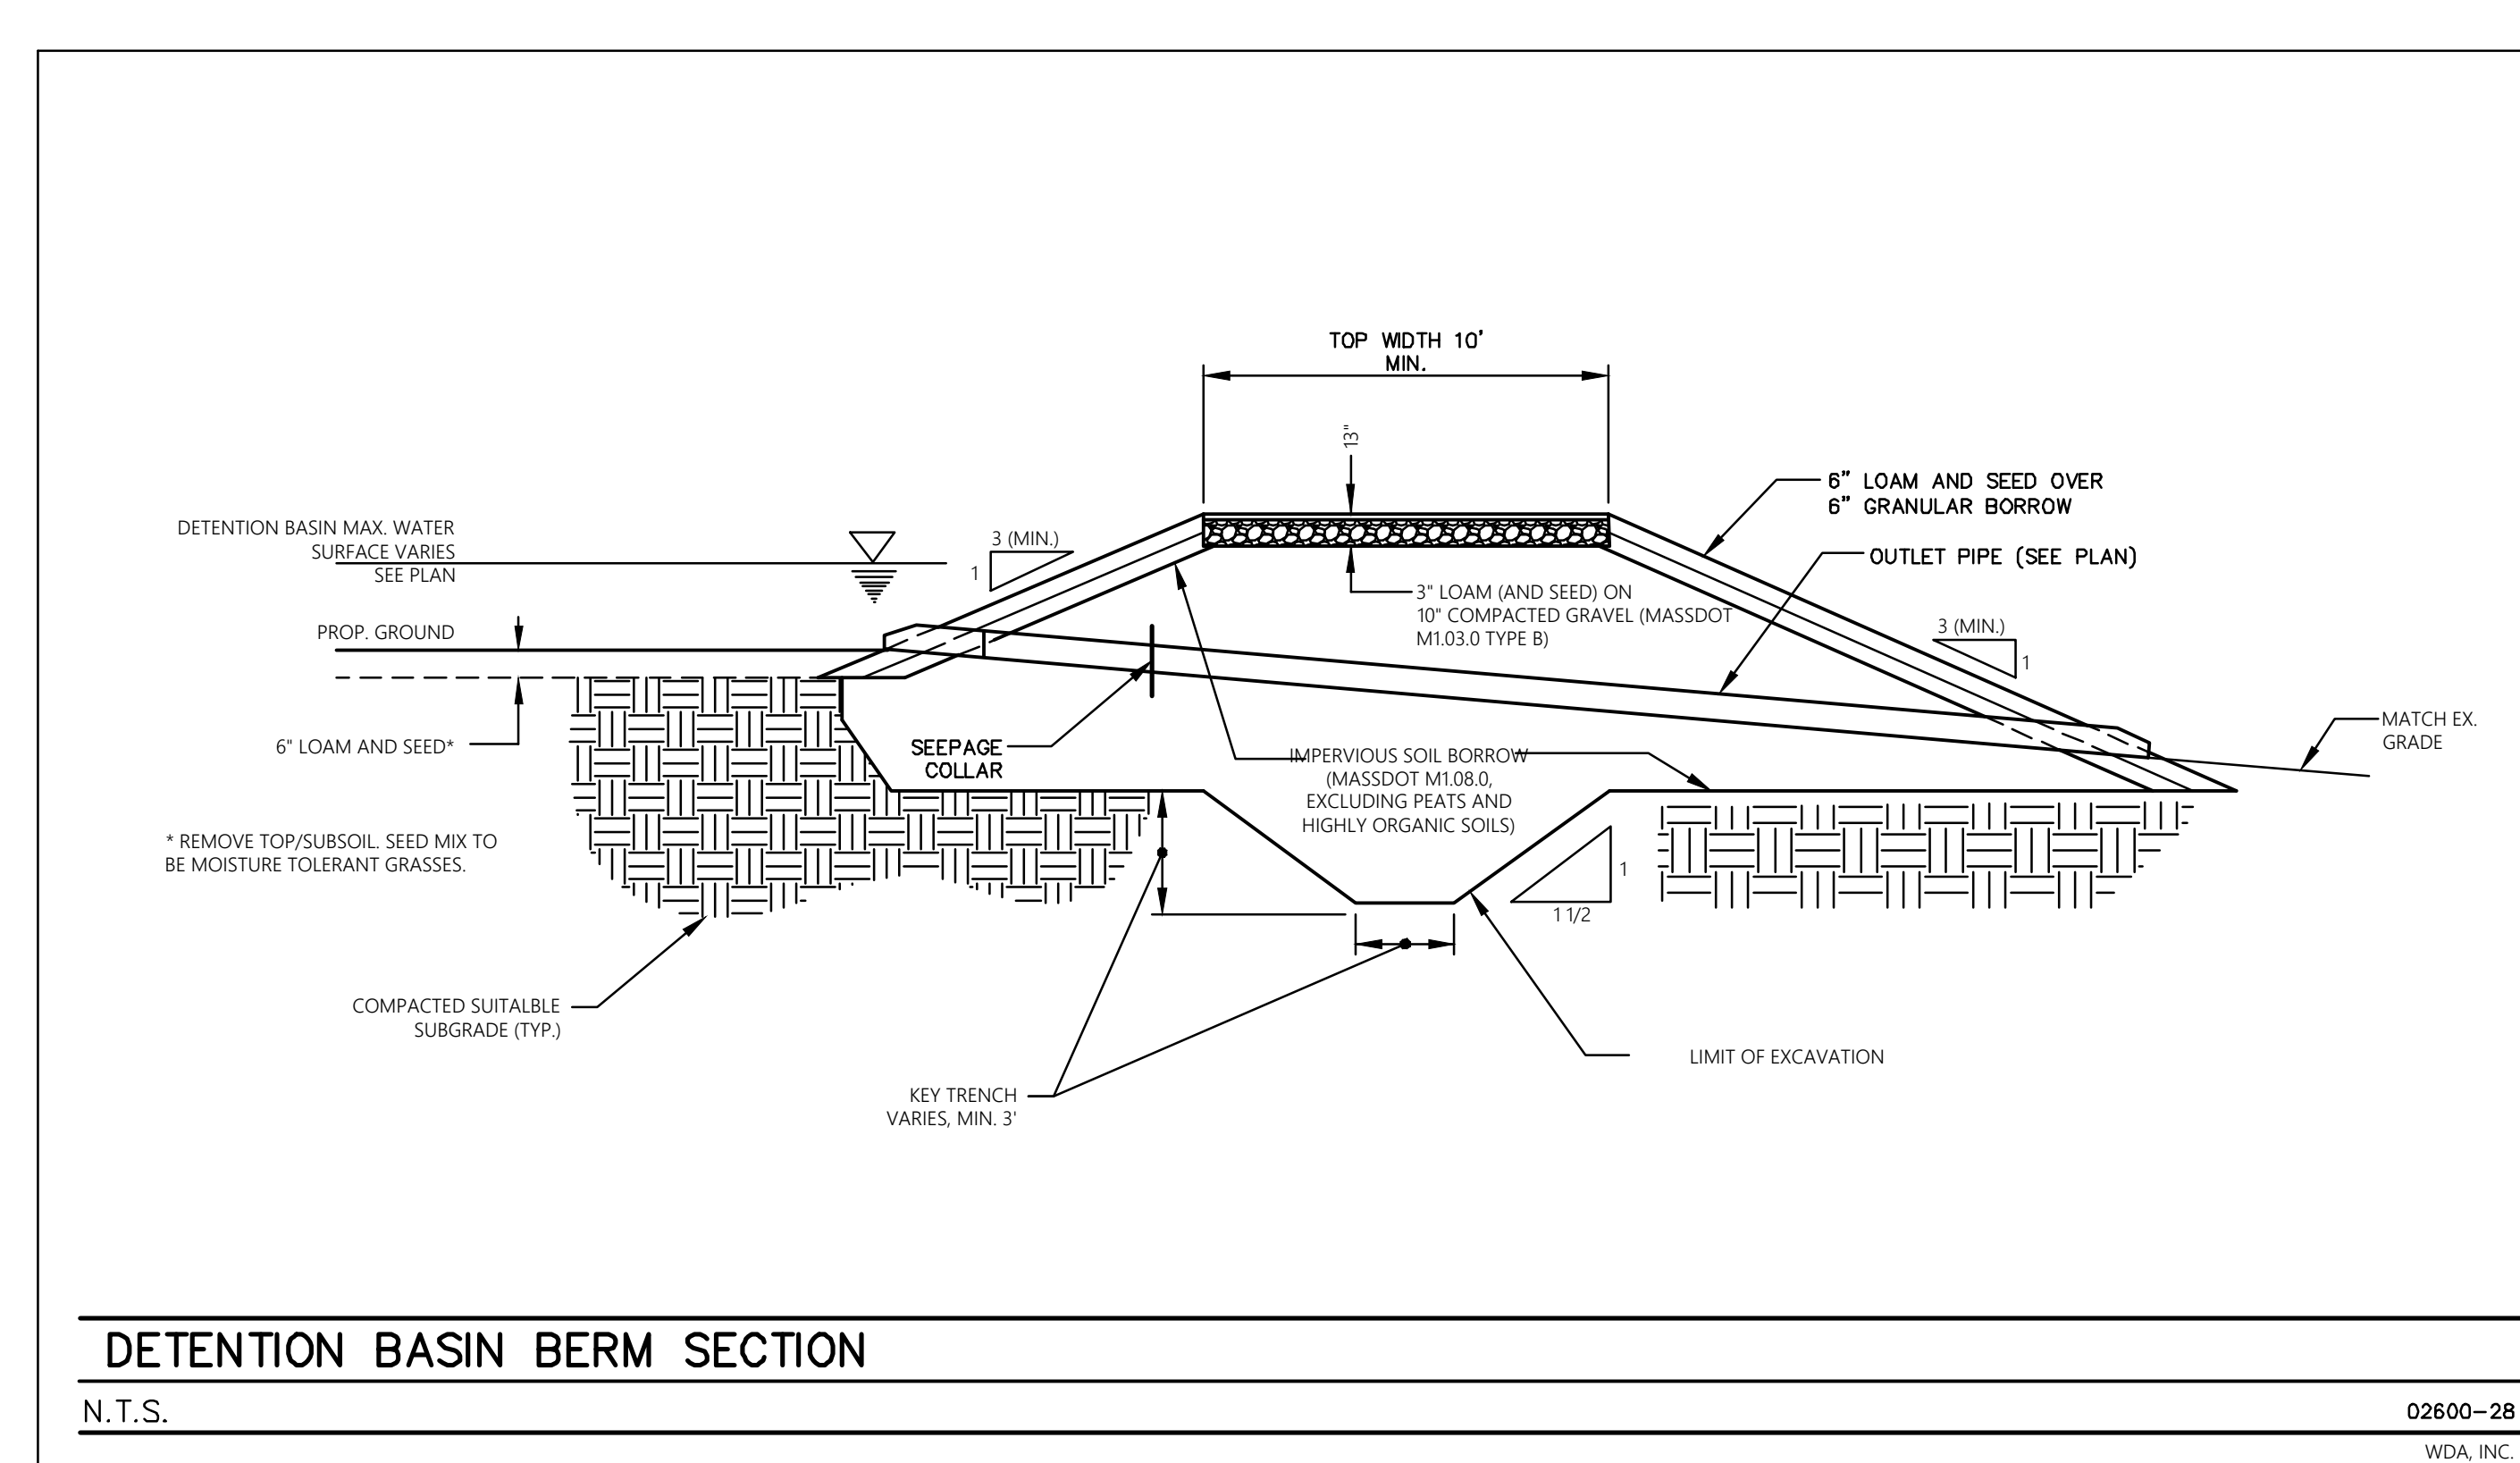 TOP WIDTH 10'
MIN.
13"
6" LOAM AND SEED OVER
6" GRANULAR BORROW
DETENTION BASIN MAX. WATER
SURFACE VARIES
SEE PLAN
3 (MIN.)
1
OUTLET PIPE (SEE PLAN)
3" LOAM (AND SEED) ON
10" COMPACTED GRAVEL (MASSDOT
M1.03.0 TYPE B)
PROP. GROUND
3 (MIN.)
1
MATCH EX.
GRADE
6" LOAM AND SEED*
SEEPAGE
COLLAR
IMPERVIOUS SOIL BORROW
(MASSDOT M1.08.0,
EXCLUDING PEATS AND
HIGHLY ORGANIC SOILS)
* REMOVE TOP/SUBSOIL. SEED MIX TO
BE MOISTURE TOLERANT GRASSES.
1
1 1/2
COMPACTED SUITALBLE
SUBGRADE (TYP.)
LIMIT OF EXCAVATION
KEY TRENCH
VARIES, MIN. 3'
DETENTION BASIN BERM SECTION
N.T.S.
02600-28
WDA, INC.